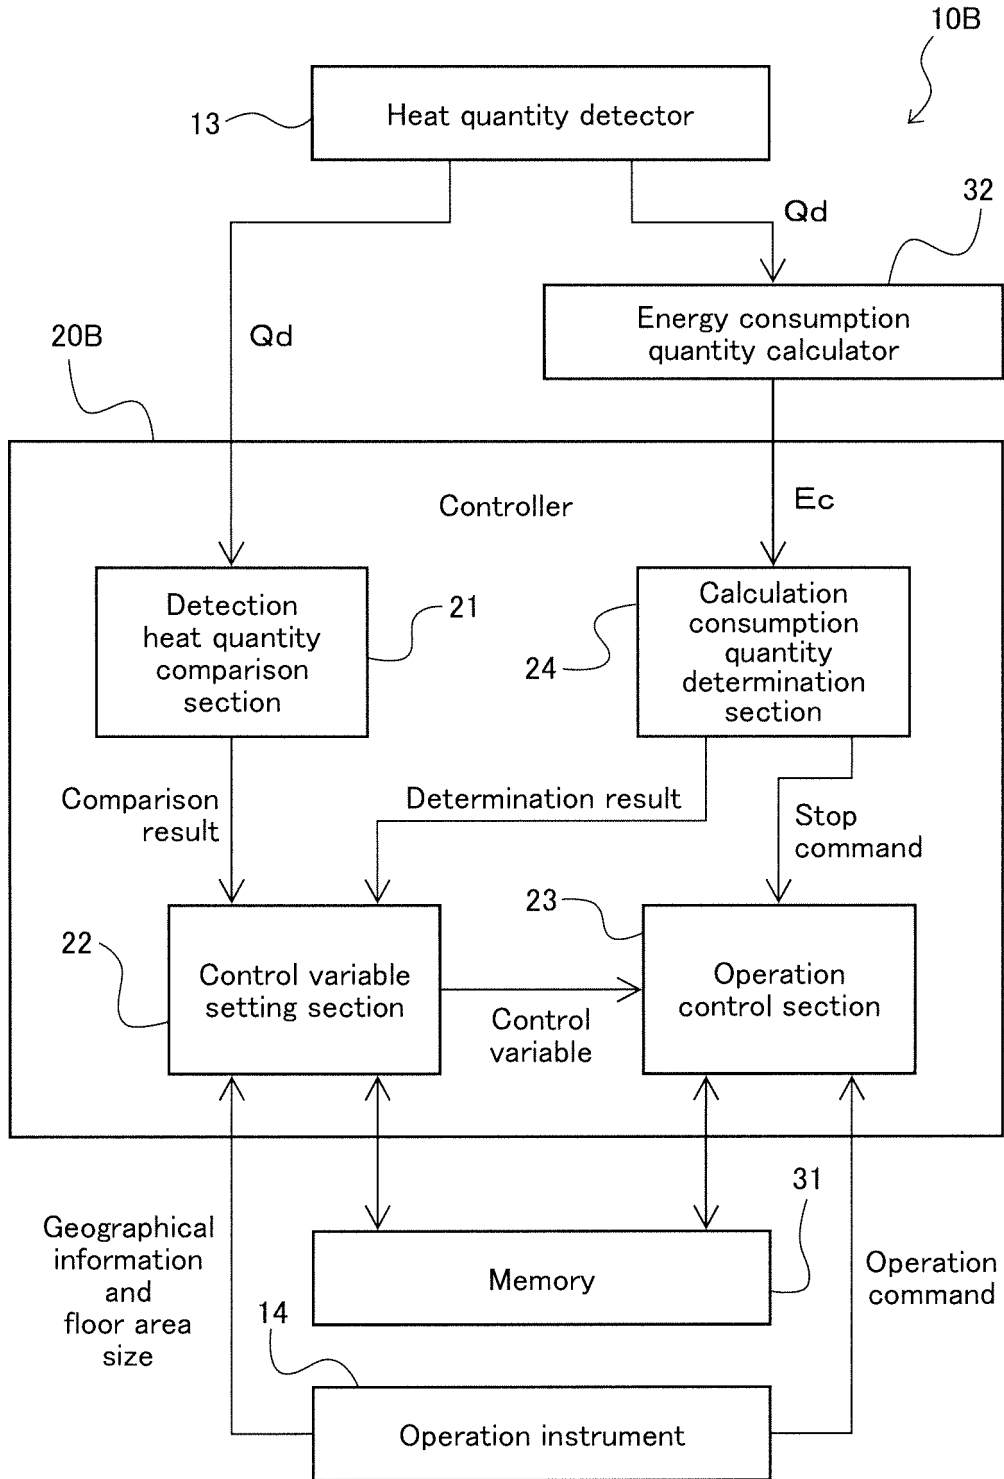 10B
13
Heat quantity detector
32
Qd
Energy consumption
quantity calculator
20B
Qd
Controller
Ec
Detection
heat quantity
comparison
section
21
Calculation
consumption
quantity
determination
section
24
Comparison
result
Determination result
Stop
command
22
Control variable
setting section
23
Operation
control section
Control
variable
Geographical
information
and
floor area
size
31
Memory
Operation
command
14
Operation instrument